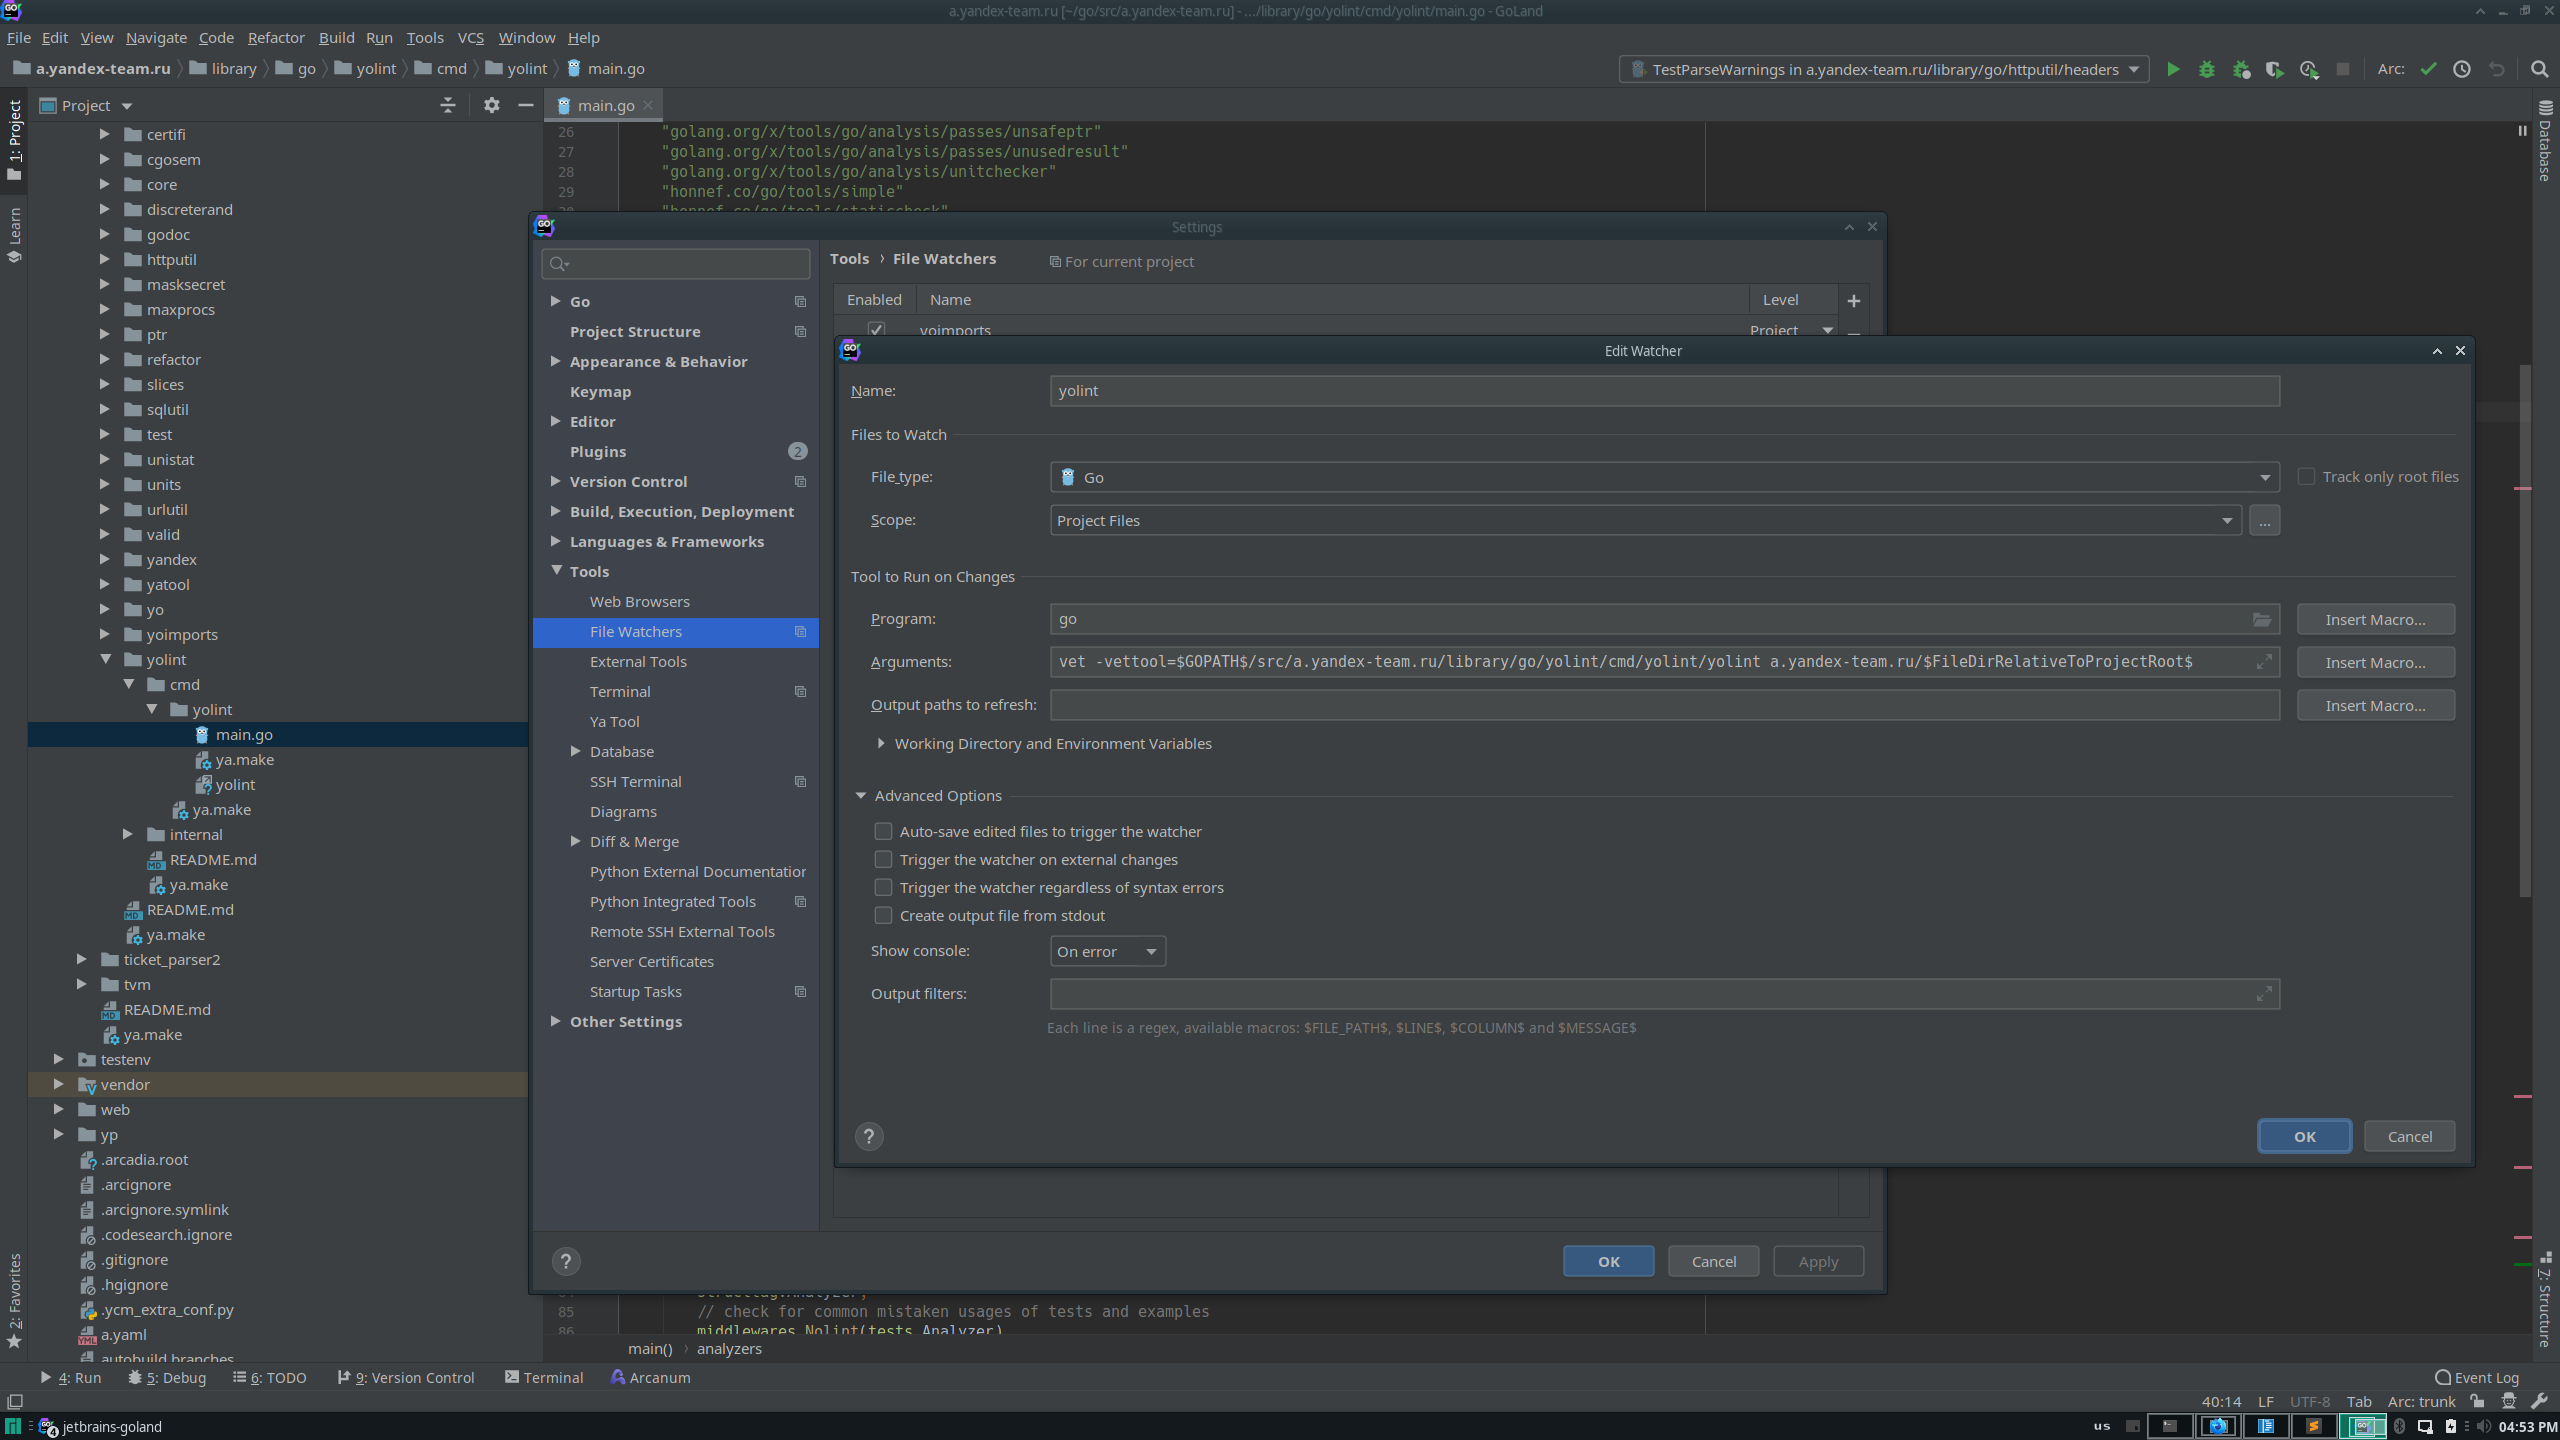 a.yandex-team.ru [~/go/src/a.yandex-team.ru] - .../library/go/yolint/cmd/yolint/main.go - GoLand
File Edit View Navigate Code Refactor Build Run Tools VCS Window Help
a.yandex-team.ru library go yolint cmd yolint main.go
TestParseWarnings in a.yandex-team.ru/library/go/httputil/headers
Arc:
1: Project
Learn
2: Favorites
Project
certifi
cgosem
core
discreterand
godoc
httputil
masksecret
maxprocs
ptr
refactor
slices
sqlutil
test
unistat
units
urlutil
valid
yandex
yatool
yo
yoimports
yolint
cmd
yolint
main.go
ya.make
yolint
ya.make
internal
README.md
ya.make
README.md
ya.make
ticket_parser2
tvm
README.md
ya.make
testenv
vendor
web
yp
.arcadia.root
.arcignore
.arcignore.symlink
.codesearch.ignore
.gitignore
.hgignore
.ycm_extra_conf.py
a.yaml
autobuild.branches
main.go
26 "golang.org/x/tools/go/analysis/passes/unsafeptr"
27 "golang.org/x/tools/go/analysis/passes/unusedresult"
28 "golang.org/x/tools/go/analysis/unitchecker"
29 "honnef.co/go/tools/simple"
30 "honnef.co/go/tools/staticcheck"
Settings
Go
Project Structure
Appearance & Behavior
Keymap
Editor
Plugins 2
Version Control
Build, Execution, Deployment
Languages & Frameworks
Tools
Web Browsers
File Watchers
External Tools
Terminal
Ya Tool
Database
SSH Terminal
Diagrams
Diff & Merge
Python External Documentation
Python Integrated Tools
Remote SSH External Tools
Server Certificates
Startup Tasks
Other Settings
Tools › File Watchers For current project
Enabled Name Level
yoimports Project
Edit Watcher
Name: yolint
Files to Watch
File type: Go Track only root files
Scope: Project Files ...
Tool to Run on Changes
Program: go Insert Macro...
Arguments: vet -vettool=$GOPATH$/src/a.yandex-team.ru/library/go/yolint/cmd/yolint/yolint a.yandex-team.ru/$FileDirRelativeToProjectRoot$ Insert Macro...
Output paths to refresh: Insert Macro...
Working Directory and Environment Variables
Advanced Options
Auto-save edited files to trigger the watcher
Trigger the watcher on external changes
Trigger the watcher regardless of syntax errors
Create output file from stdout
Show console: On error
Output filters:
Each line is a regex, available macros: $FILE_PATH$, $LINE$, $COLUMN$ and $MESSAGE$
? OK Cancel
? OK Cancel Apply
structtag.Analyzer,
85 // check for common mistaken usages of tests and examples
86 middlewares.Nolint(tests.Analyzer)
main() › analyzers
Database
7: Structure
4: Run 5: Debug 6: TODO 9: Version Control Terminal Arcanum Event Log
40:14 LF UTF-8 Tab Arc: trunk
4 jetbrains-goland us 04:53 PM